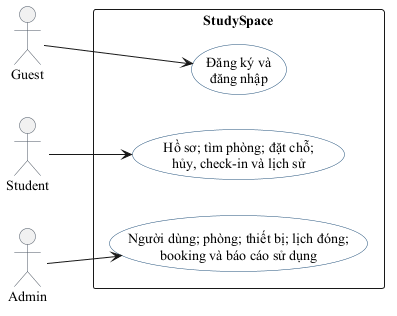 StudySpace
Guest
Đăng ký và
đăng nhập
Student
Hồ sơ; tìm phòng; đặt chỗ;
hủy, check-in và lịch sử
Admin
Người dùng; phòng; thiết bị; lịch đóng;
booking và báo cáo sử dụng